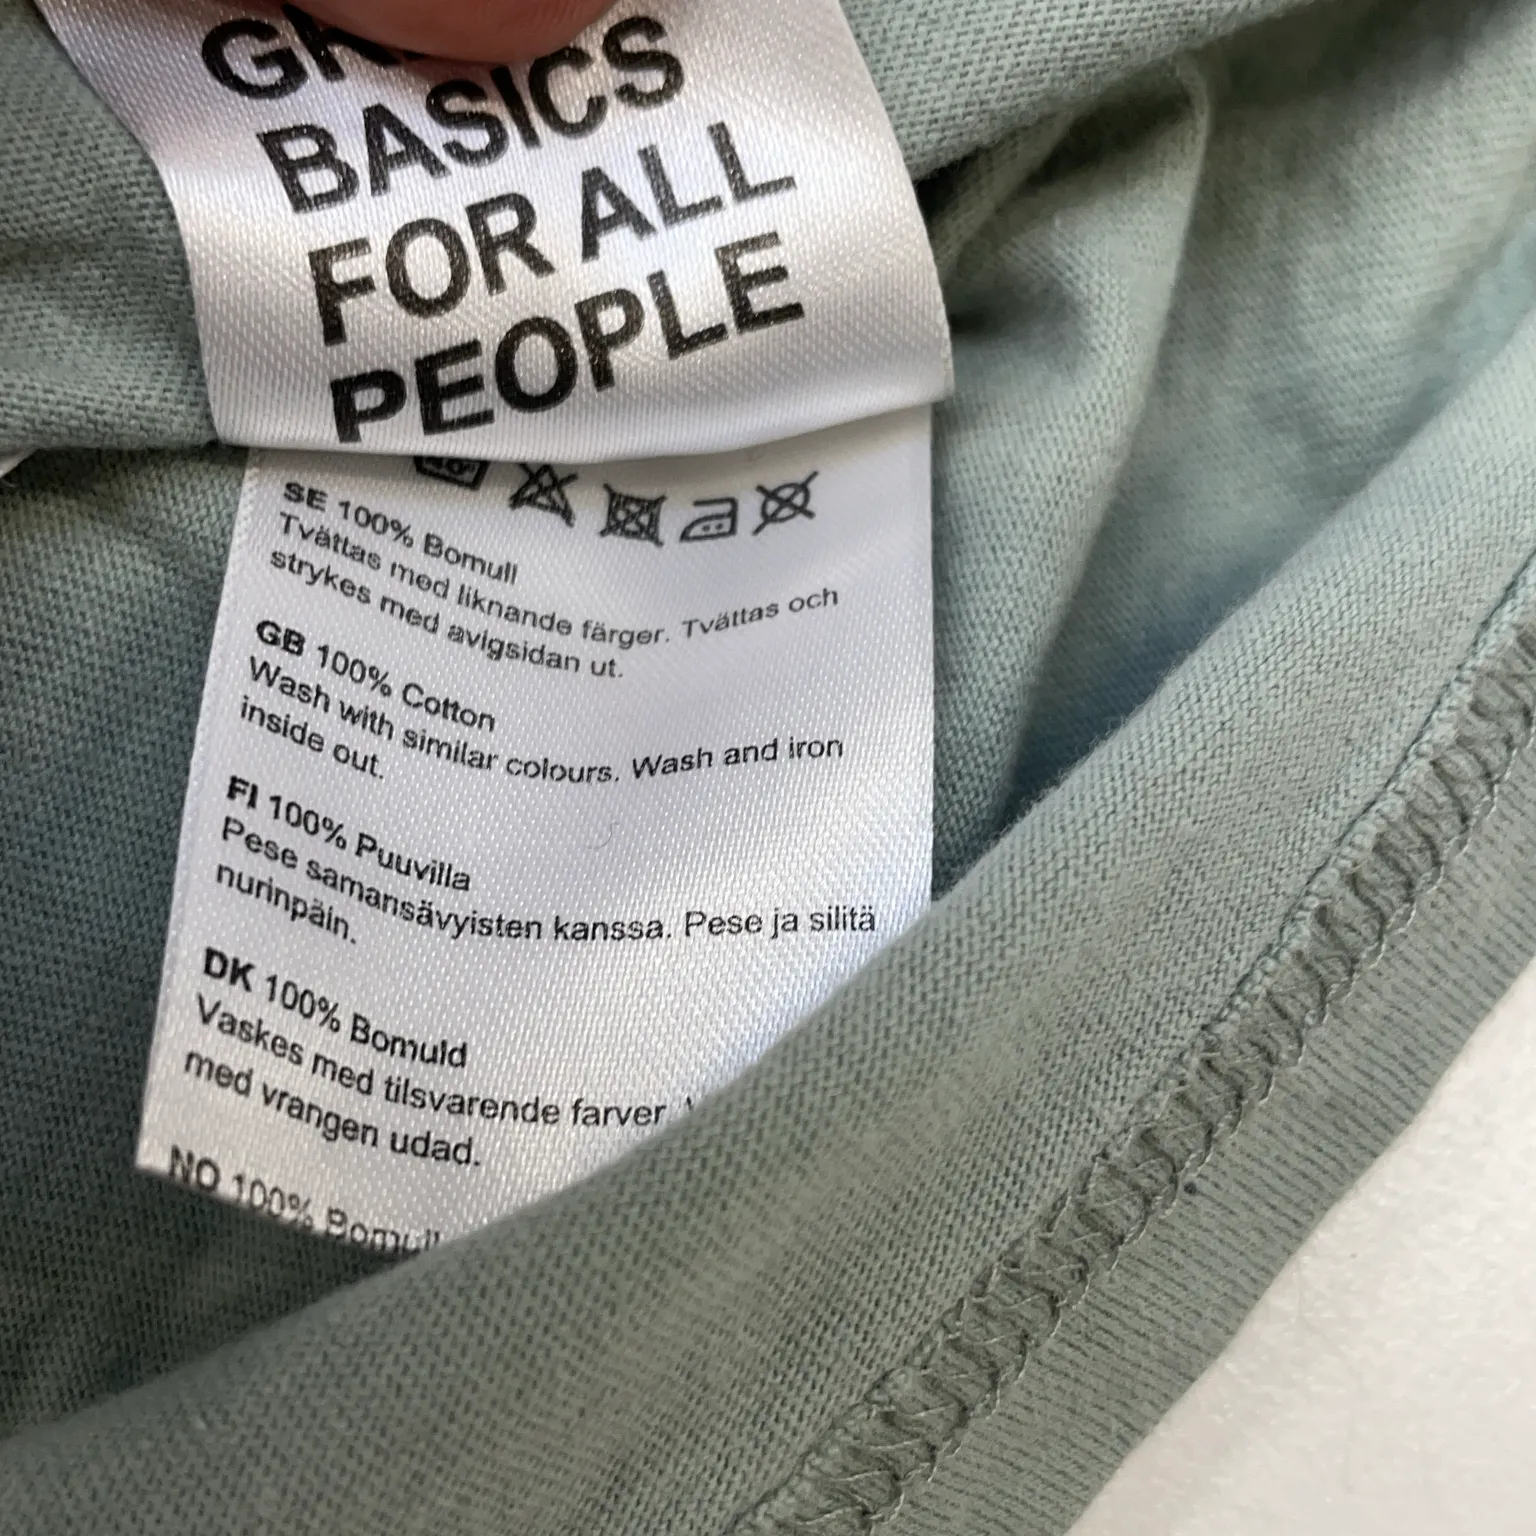 BASICS
FOR ALL
PEOPLE
40°
SE 100% Bomull
Tvättas med liknande färger. Tvättas och
strykes med avigsidan ut.
GB 100% Cotton
Wash with similar colours. Wash and iron
inside out.
FI 100% Puuvilla
Pese samansävyisten kanssa. Pese ja silitä
nurinpäin.
DK 100% Bomuld
Vaskes med tilsvarende farver
med vrangen udad.
NO 100% Bomull